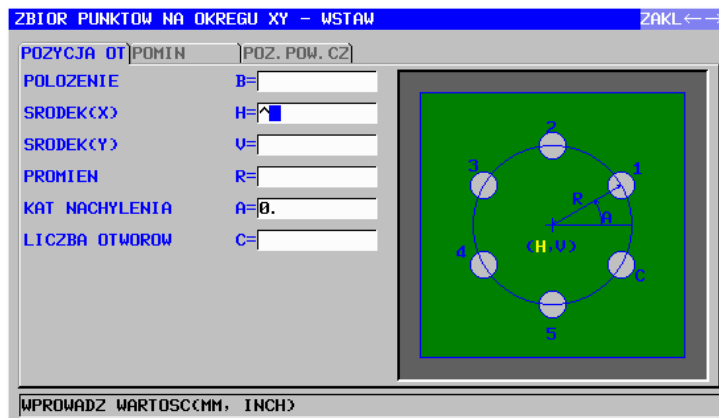 ZBIOR PUNKTOW NA OKREGU XY - WSTAW ZAKL←→
POZYCJA OT POMIN POZ.POW.CZ
POLOZENIE B=
SRODEK(X) H=^
SRODEK(Y) V=
PROMIEN R=
KAT NACHYLENIA A=0.
LICZBA OTWOROW C=
2
3 1
R
A
(H,V)
4 C
5
WPROWADZ WARTOSC(MM, INCH)